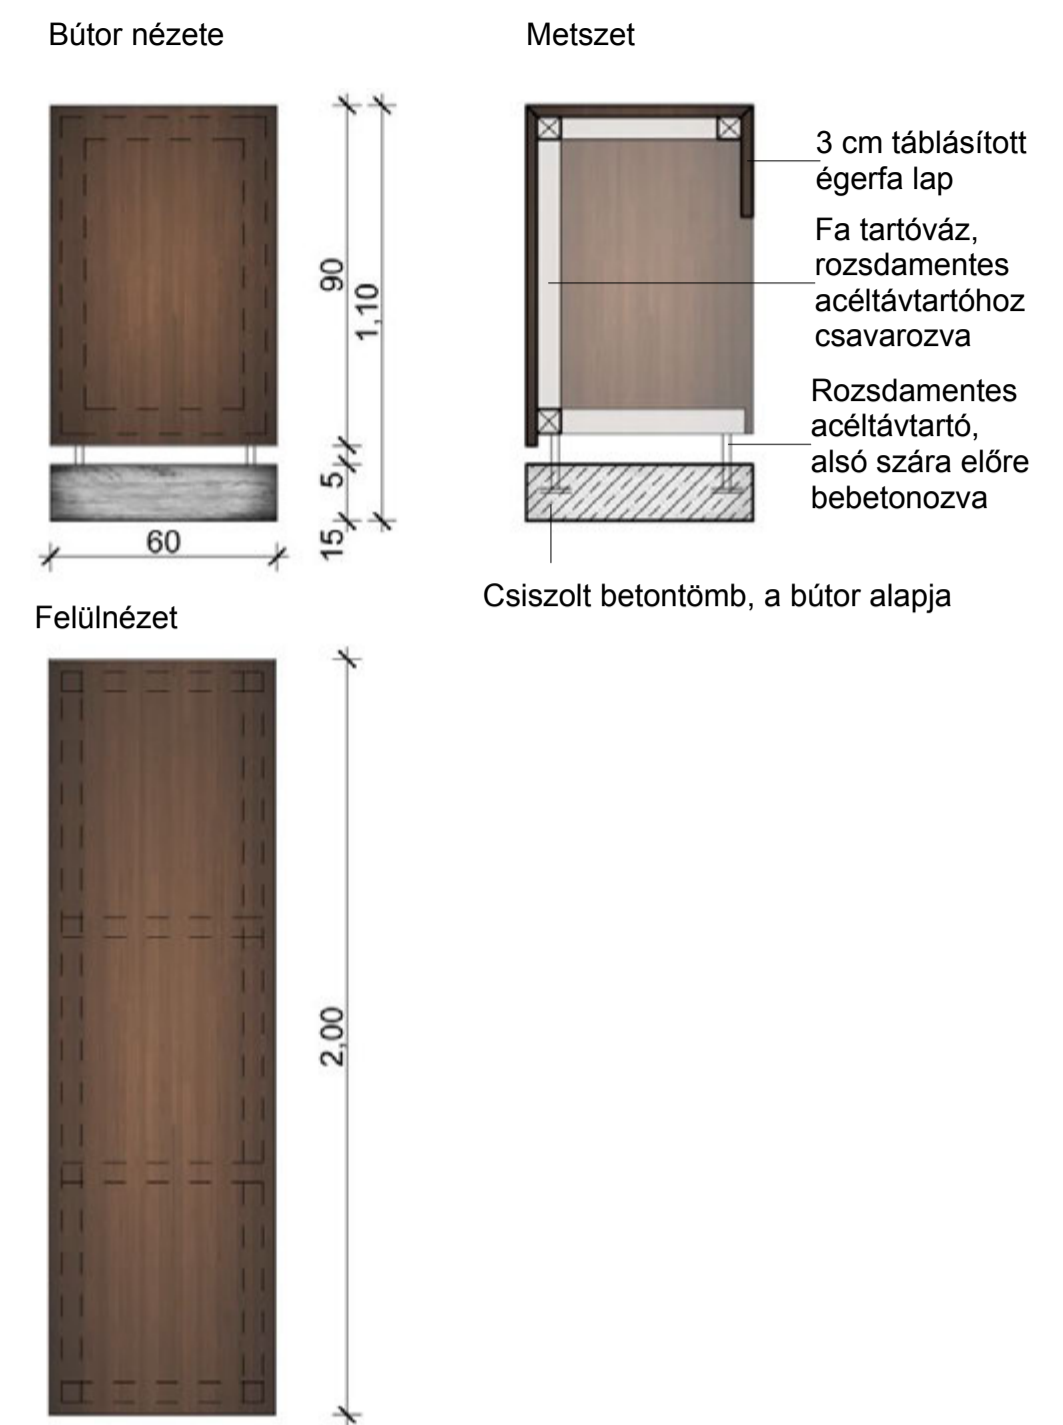 Bútor nézete
Metszet
90
1,10
5
15
60
3 cm táblásított
égerfa lap
Fa tartóváz,
rozsdamentes
acéltávtartóhoz
csavarozva
Rozsdamentes
acéltávtartó,
alsó szára előre
bebetonozva
Csiszolt betontömb, a bútor alapja
Felülnézet
2,00